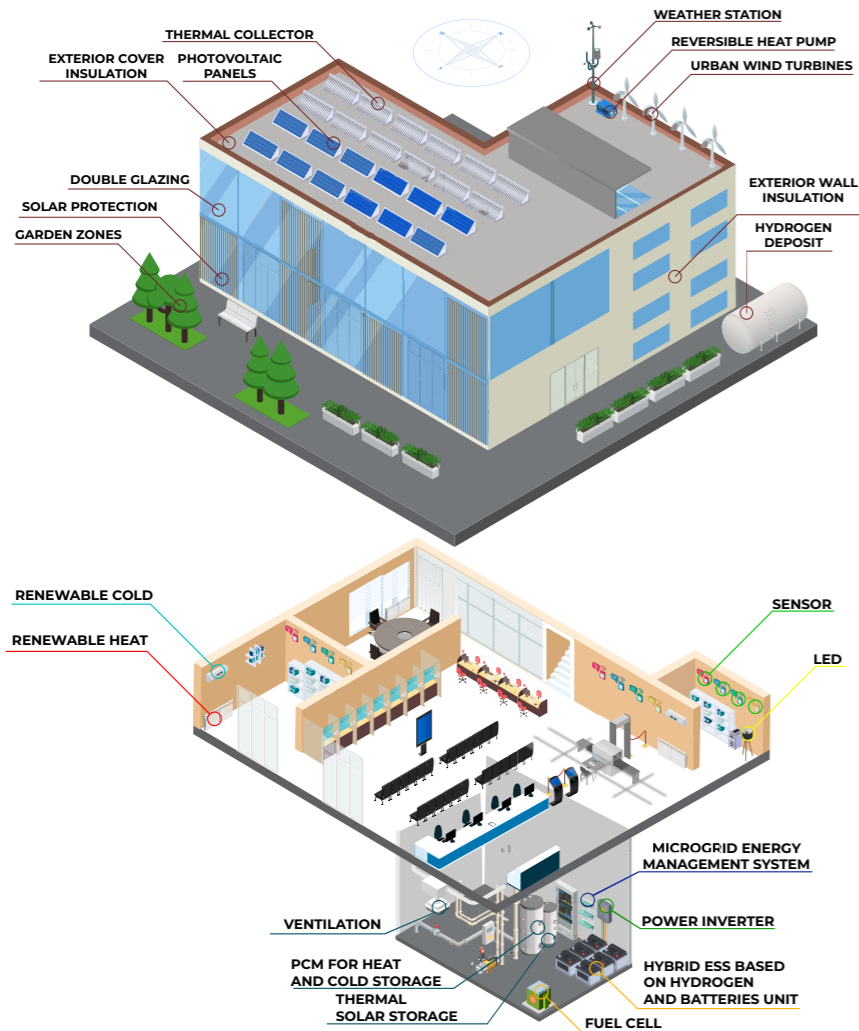 WEATHER STATION
THERMAL COLLECTOR
REVERSIBLE HEAT PUMP
EXTERIOR COVER
INSULATION
PHOTOVOLTAIC
PANELS
URBAN WIND TURBINES
DOUBLE GLAZING
EXTERIOR WALL
INSULATION
SOLAR PROTECTION
GARDEN ZONES
HYDROGEN
DEPOSIT
RENEWABLE COLD
SENSOR
RENEWABLE HEAT
LED
MICROGRID ENERGY
MANAGEMENT SYSTEM
VENTILATION
POWER INVERTER
PCM FOR HEAT
AND COLD STORAGE
HYBRID ESS BASED
ON HYDROGEN
AND BATTERIES UNIT
THERMAL
SOLAR STORAGE
FUEL CELL